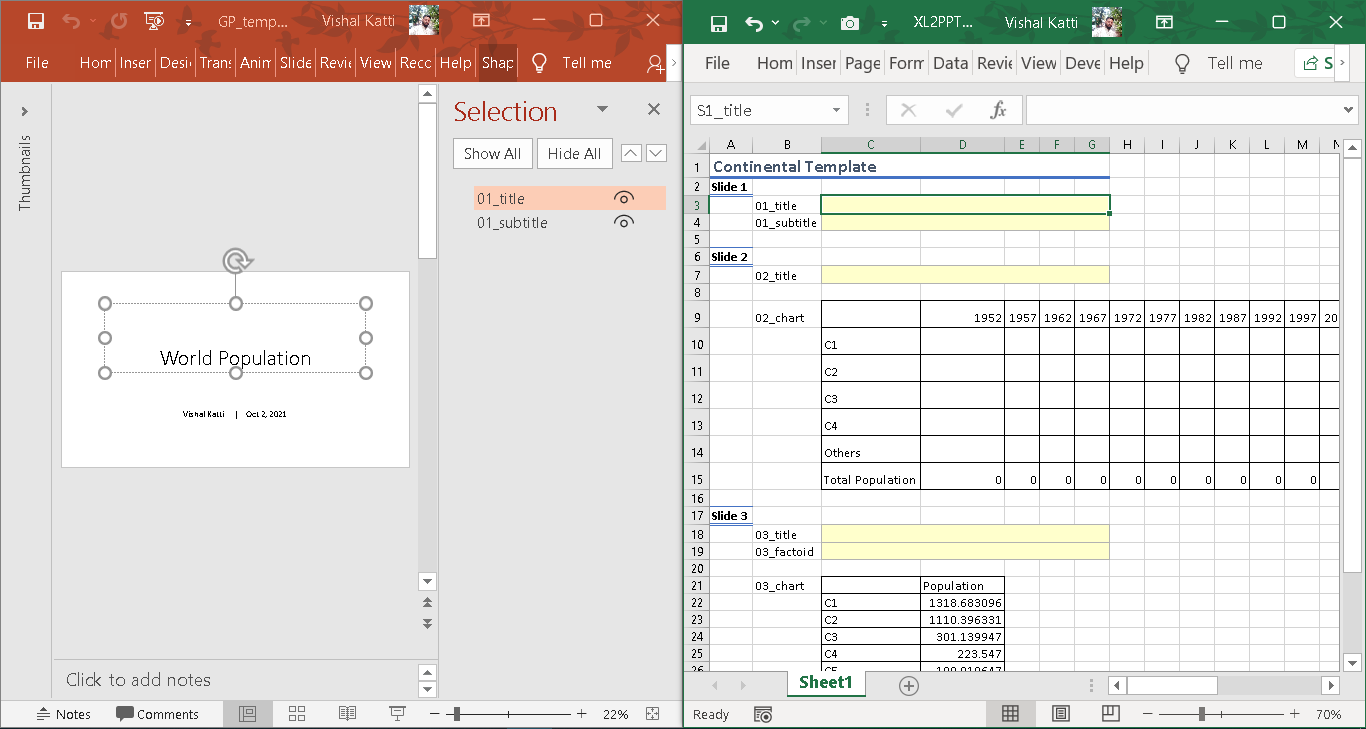 GP_temp... Vishal Katti
File Hom Inser Desi Tran Anim Slide Revie View Recc Help Shap Tell me
Thumbnails
Selection
Show All Hide All
01_title
01_subtitle
World Population
Vishal Katti | Oct 2, 2021
Click to add notes
Notes Comments 22%
XL2PPT... Vishal Katti
File Hom Inser Page Form Data Revie View Deve Help Tell me S
S1_title fx
A B C D E F G H I J K L M N
1 Continental Template
2 Slide 1
3 01_title
4 01_subtitle
5
6 Slide 2
7 02_title
8
9 02_chart 1952 1957 1962 1967 1972 1977 1982 1987 1992 1997 20
10 C1
11 C2
12 C3
13 C4
14 Others
15 Total Population 0 0 0 0 0 0 0 0 0 0
16
17 Slide 3
18 03_title
19 03_factoid
20
21 03_chart Population
22 C1 1318.683096
23 C2 1110.396331
24 C3 301.139947
25 C4 223.547
26 C5 190.010647
Sheet1
Ready 70%